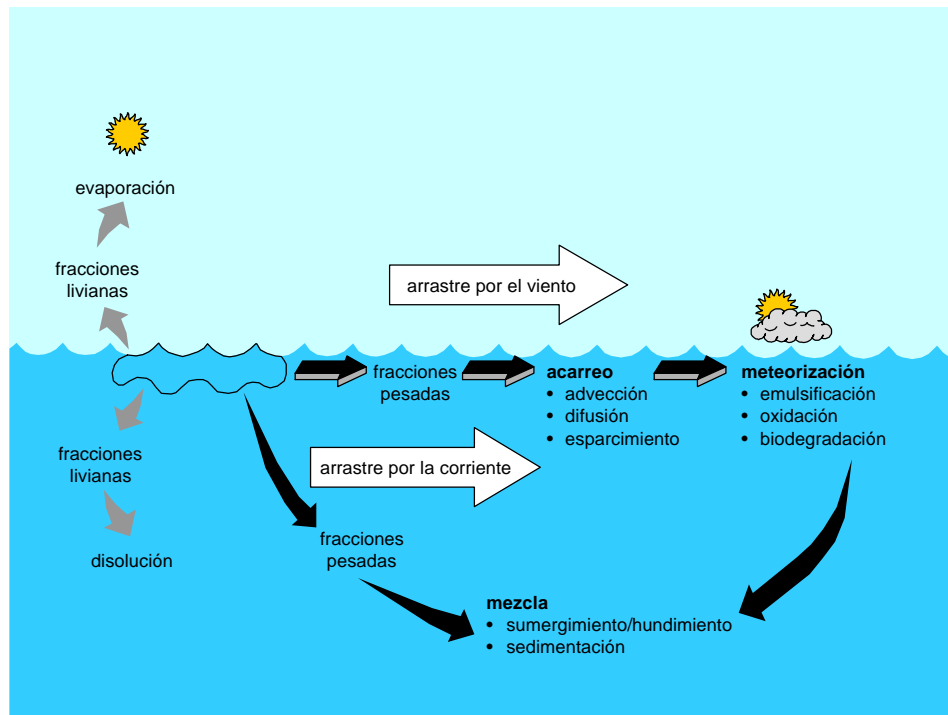 evaporación
fracciones
livianas
arrastre por el viento
fracciones
pesadas
acarreo
• advección
• difusión
• esparcimiento
meteorización
• emulsificación
• oxidación
• biodegradación
fracciones
livianas
arrastre por la corriente
disolución
fracciones
pesadas
mezcla
• sumergimiento/hundimiento
• sedimentación